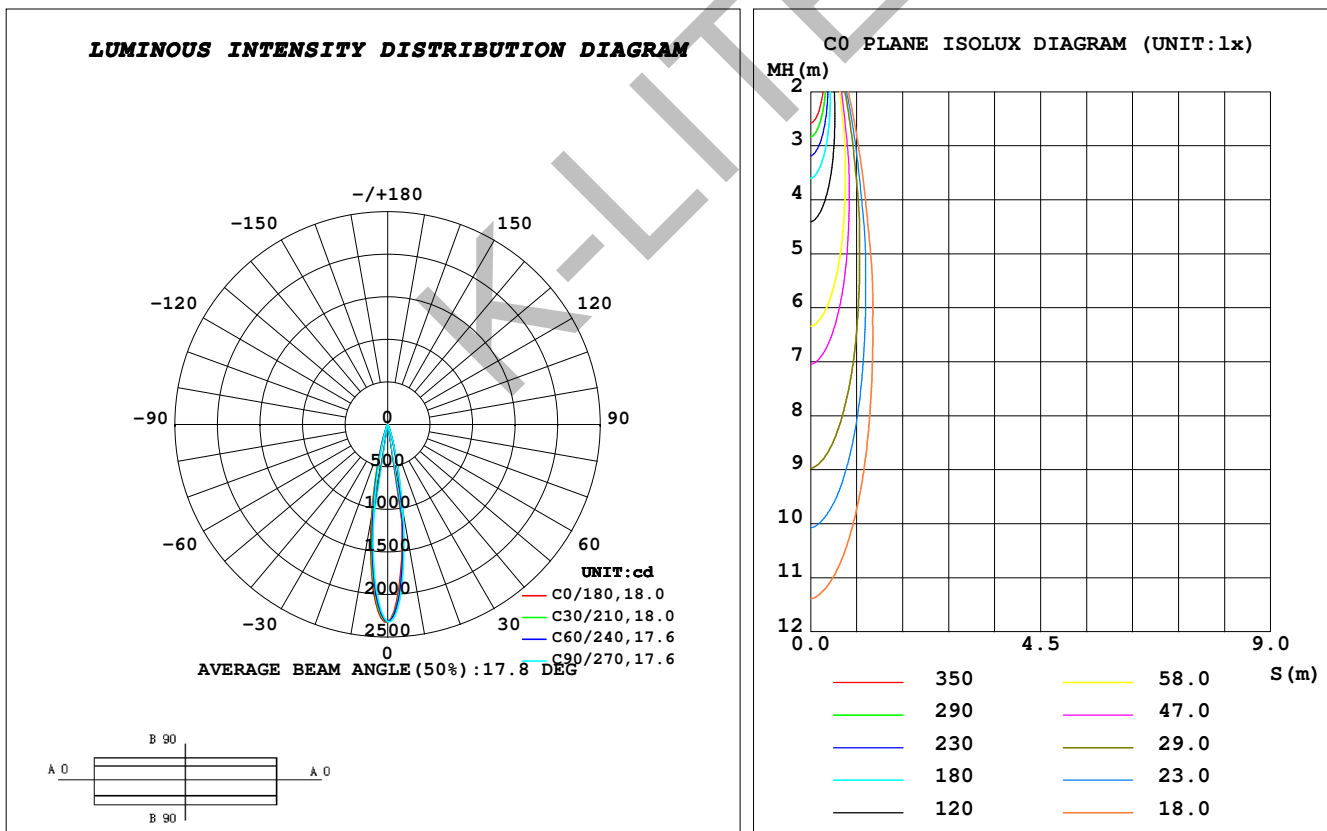 LUMINOUS INTENSITY DISTRIBUTION DIAGRAM
-/+180
-150
150
-120
120
-90
90
-60
60
-30
30
0
0
500
1000
1500
2000
2500
UNIT:cd
C0/180,18.0
C30/210,18.0
C60/240,17.6
C90/270,17.6
AVERAGE BEAM ANGLE(50%):17.8 DEG
B 90
A 0
A 0
B 90
K-LITE
C0 PLANE ISOLUX DIAGRAM (UNIT:lx)
MH(m)
2
3
4
5
6
7
8
9
10
11
12
0.0
4.5
9.0
S(m)
350
58.0
290
47.0
230
29.0
180
23.0
120
18.0